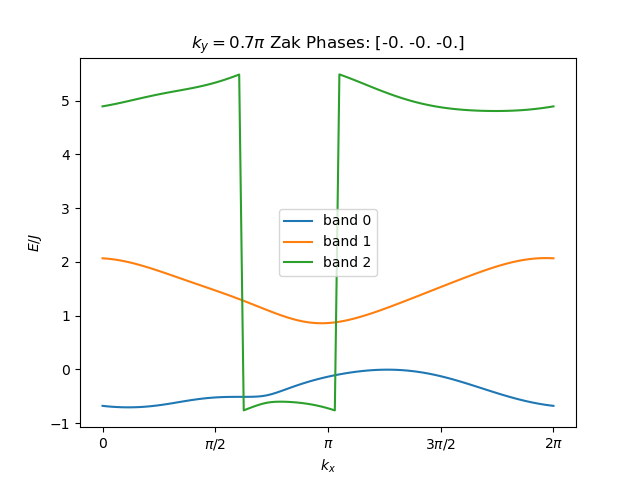 k_y = 0.7π Zak Phases: [-0. -0. -0.]
5
4
3
2
1
0
−1
E/J
band 0
band 1
band 2
0
π/2
π
3π/2
2π
k_x